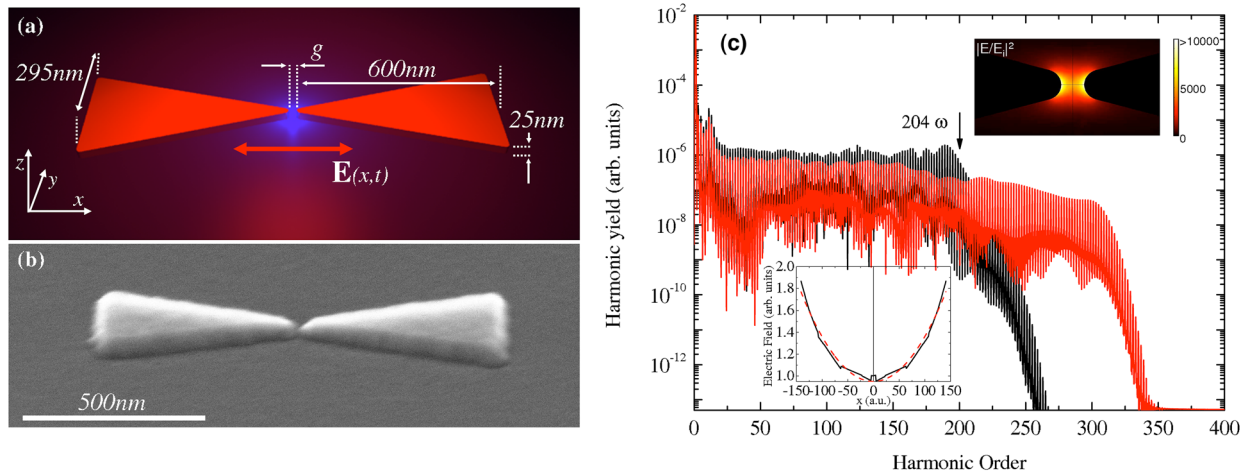 (a)
g
295nm
600nm
25nm
E(x,t)
z
y
x
(b)
500nm
(c)
Harmonic yield (arb. units)
10^-2
10^-4
10^-6
10^-8
10^-10
10^-12
204 ω
|E/E_i|^2
>10000
5000
0
Electric Field (arb. units)
2.0
1.8
1.6
1.4
1.2
1.0
-150 -100 -50 0 50 100 150
x (a.u.)
0 50 100 150 200 250 300 350 400
Harmonic Order